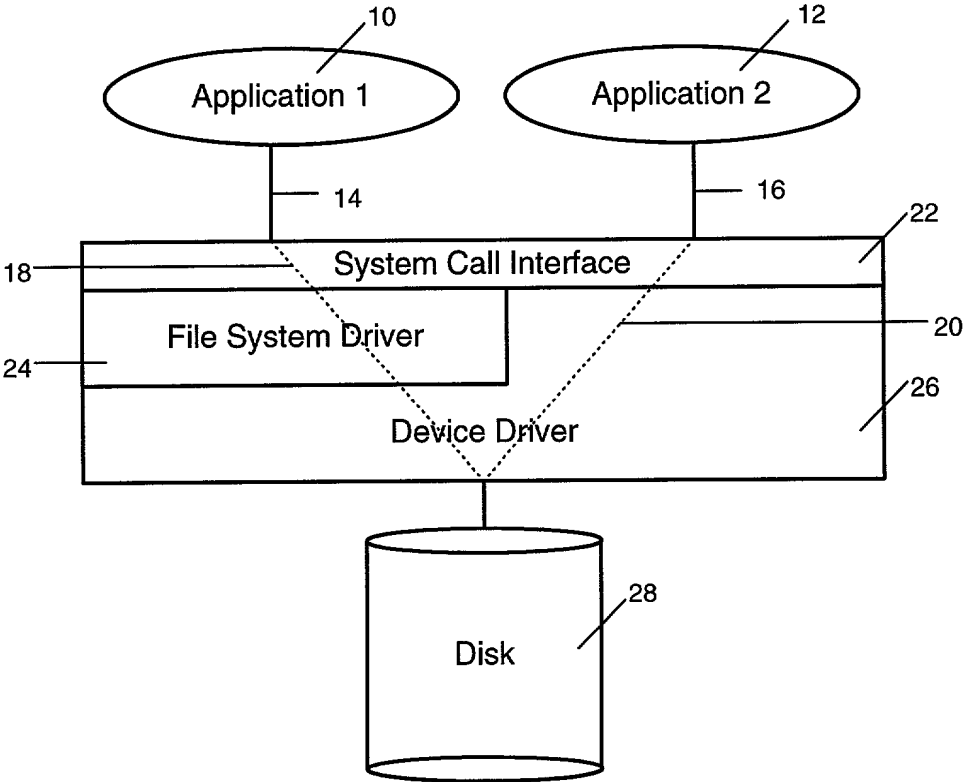 10
12
Application 1
Application 2
14
16
22
18
System Call Interface
20
File System Driver
24
26
Device Driver
28
Disk